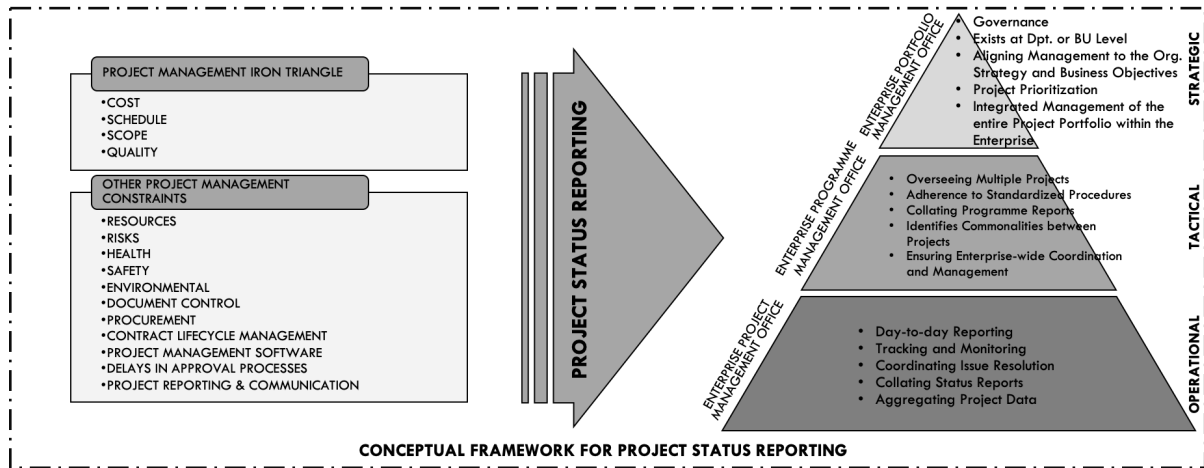 PROJECT MANAGEMENT IRON TRIANGLE
•COST
•SCHEDULE
•SCOPE
•QUALITY
OTHER PROJECT MANAGEMENT
CONSTRAINTS
•RESOURCES
•RISKS
•HEALTH
•SAFETY
•ENVIRONMENTAL
•DOCUMENT CONTROL
•PROCUREMENT
•CONTRACT LIFECYCLE MANAGEMENT
•PROJECT MANAGEMENT SOFTWARE
•DELAYS IN APPROVAL PROCESSES
•PROJECT REPORTING & COMMUNICATION
PROJECT STATUS REPORTING
ENTERPRISE PORTFOLIO
MANAGEMENT OFFICE
• Governance
• Exists at Dpt. or BU Level
• Aligning Management to the Org.
Strategy and Business Objectives
• Project Prioritization
• Integrated Management of the
entire Project Portfolio within the
Enterprise
STRATEGIC
ENTERPRISE PROGRAMME
MANAGEMENT OFFICE
• Overseeing Multiple Projects
• Adherence to Standardized Procedures
• Collating Programme Reports
• Identifies Commonalities between
Projects
• Ensuring Enterprise-wide Coordination
and Management
TACTICAL
ENTERPRISE PROJECT
MANAGEMENT OFFICE
• Day-to-day Reporting
• Tracking and Monitoring
• Coordinating Issue Resolution
• Collating Status Reports
• Aggregating Project Data
OPERATIONAL
CONCEPTUAL FRAMEWORK FOR PROJECT STATUS REPORTING